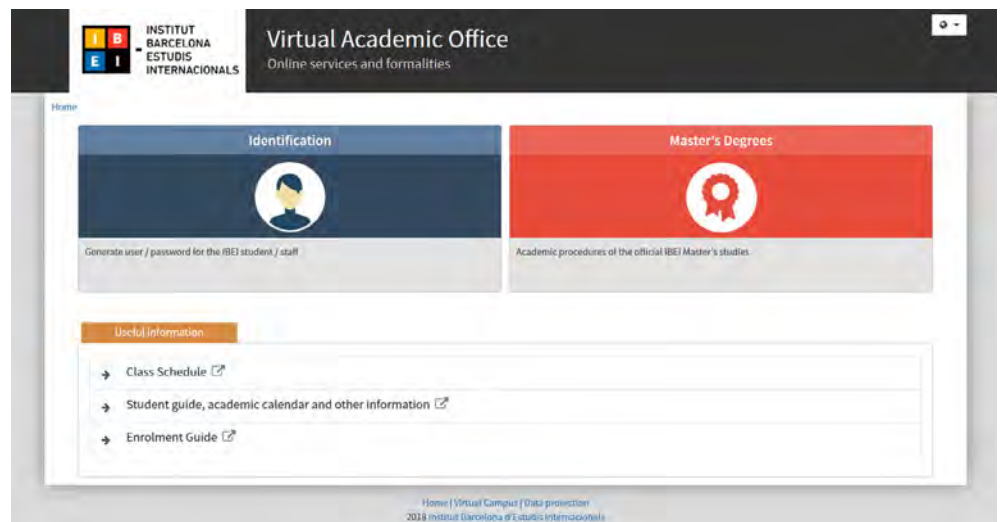 I B
E I
INSTITUT
BARCELONA
ESTUDIS
INTERNACIONALS
Virtual Academic Office
Online services and formalities
Home
Identification
Master's Degrees
Generate user / password for the IBEI student / staff
Academic procedures of the official IBEI Master's studies
Useful information
Class Schedule
Student guide, academic calendar and other information
Enrolment Guide
Home | Virtual Campus | Data protection
2018 Institut Barcelona d'Estudis Internacionals